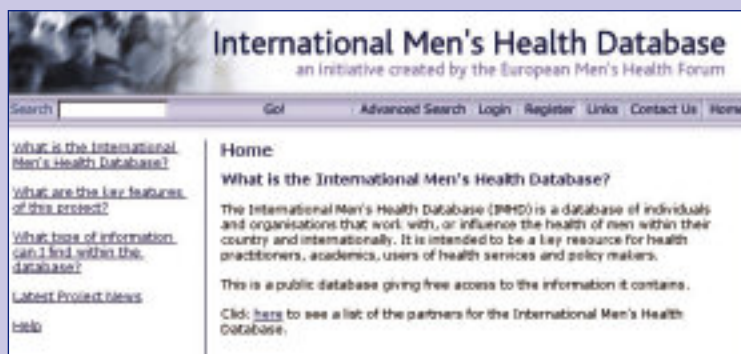 International Men's Health Database
an initiative created by the European Men's Health Forum
Search
Go!
Advanced Search Login Register Links Contact Us Home
What is the International
Men's Health Database?
What are the key features
of this project?
What type of information
can I find within the
database?
Latest Project News
Help
Home
What is the International Men's Health Database?
The International Men's Health Database (IMHD) is a database of individuals
and organisations that work with, or influence the health of men within their
country and internationally. It is intended to be a key resource for health
practitioners, academics, users of health services and policy makers.
This is a public database giving free access to the information it contains.
Click here to see a list of the partners for the International Men's Health
Database.